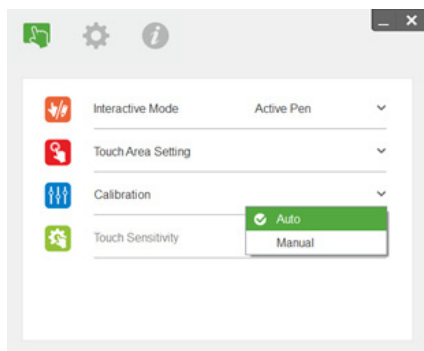 Interactive Mode Active Pen
Touch Area Setting
Calibration
Auto
Touch Sensitivity
Manual